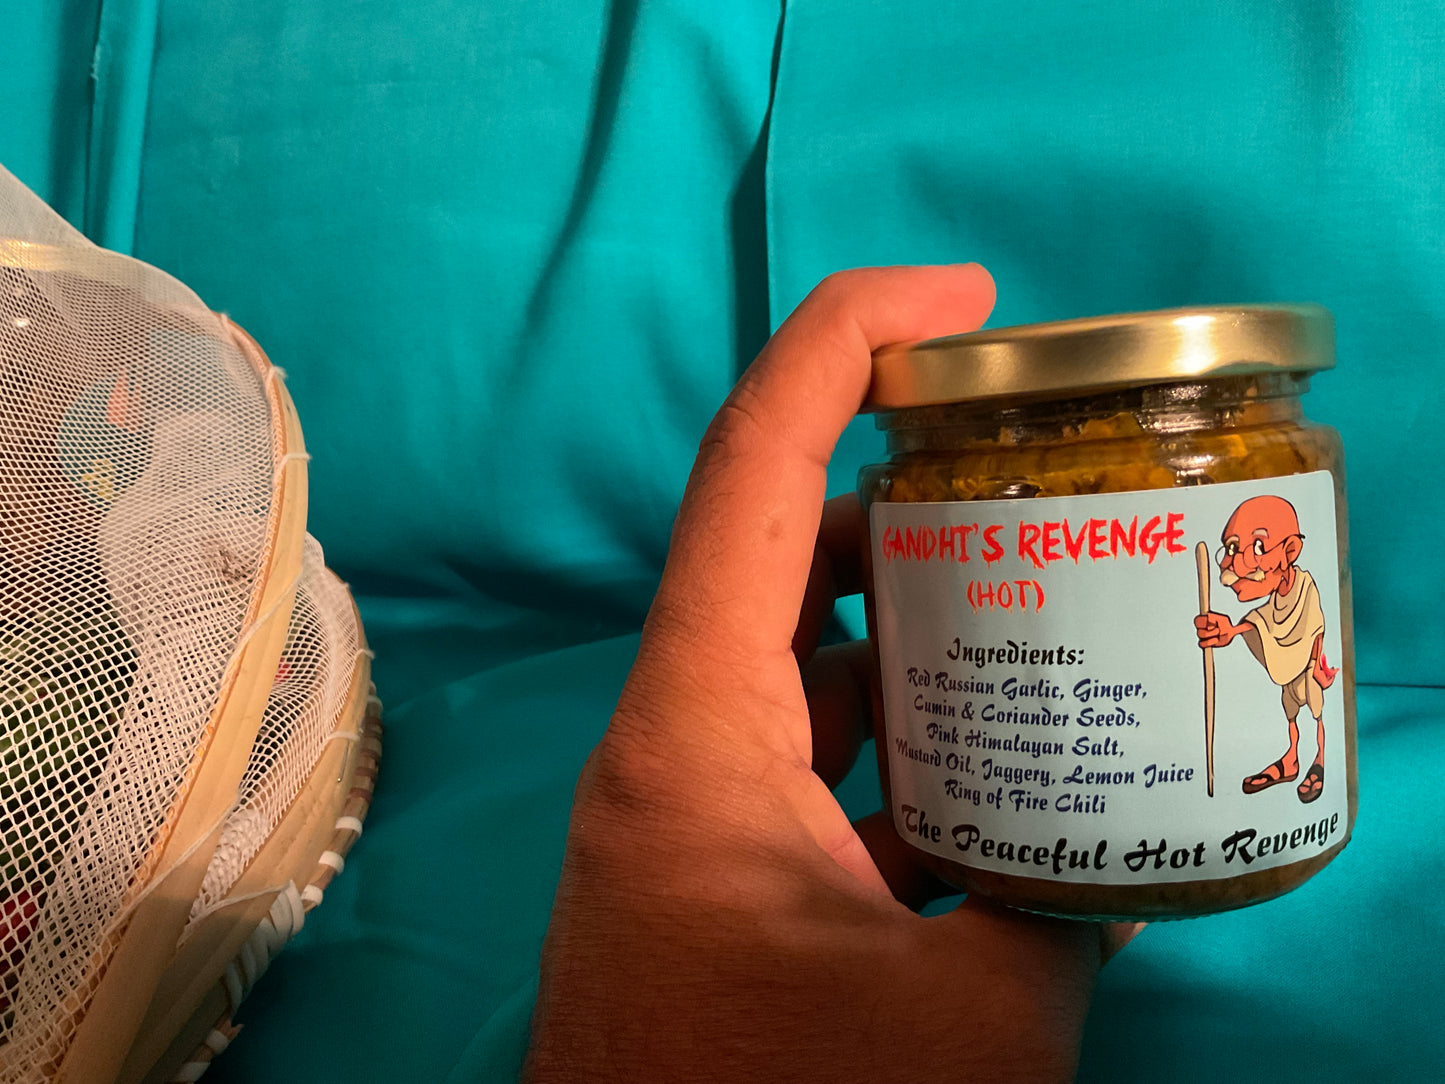 GANDHI'S REVENGE
(HOT)
Ingredients:
Red Russian Garlic, Ginger,
Cumin & Coriander Seeds,
Pink Himalayan Salt,
Mustard Oil, Jaggery, Lemon Juice
Ring of Fire Chili
The Peaceful Hot Revenge